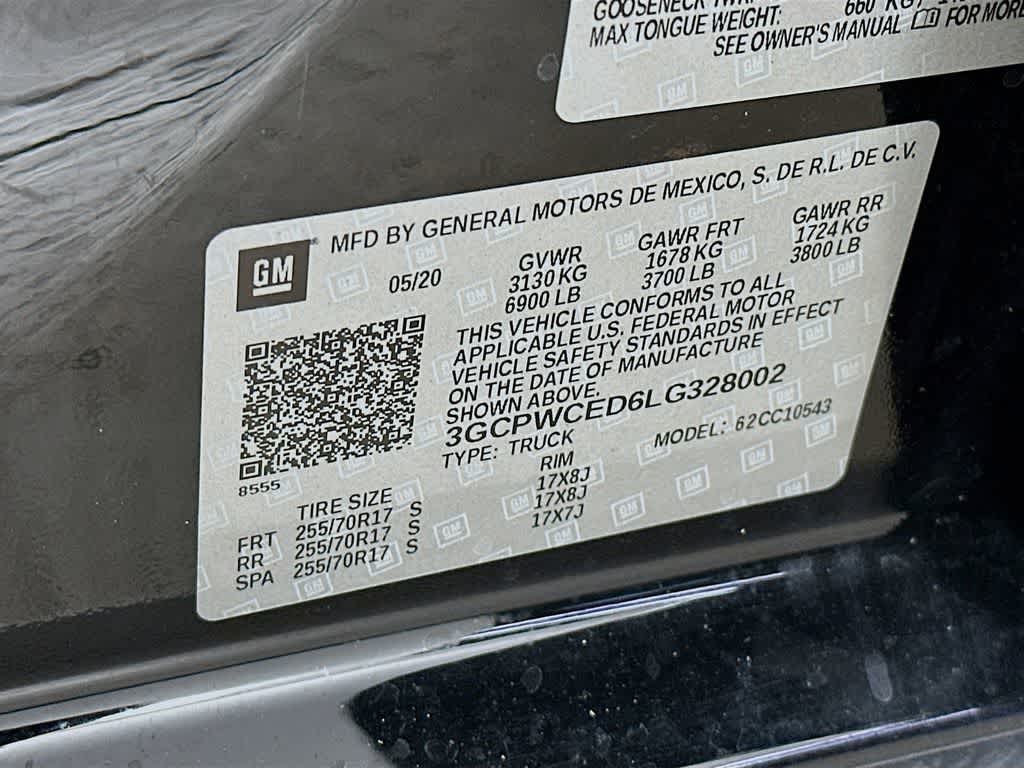 GOOSENECK
MAX TONGUE WEIGHT: 660 KG
SEE OWNER'S MANUAL FOR MORE
GM
MFD BY GENERAL MOTORS DE MEXICO, S. DE R.L. DE C.V.
05/20 GVWR GAWR FRT GAWR RR
3130 KG 1678 KG 1724 KG
6900 LB 3700 LB 3800 LB
THIS VEHICLE CONFORMS TO ALL
APPLICABLE U.S. FEDERAL MOTOR
VEHICLE SAFETY STANDARDS IN EFFECT
ON THE DATE OF MANUFACTURE
SHOWN ABOVE.
3GCPWCED6LG328002
TYPE: TRUCK MODEL: 62CC10543
8555
TIRE SIZE RIM
FRT 255/70R17 S 17X8J
RR 255/70R17 S 17X8J
SPA 255/70R17 S 17X7J